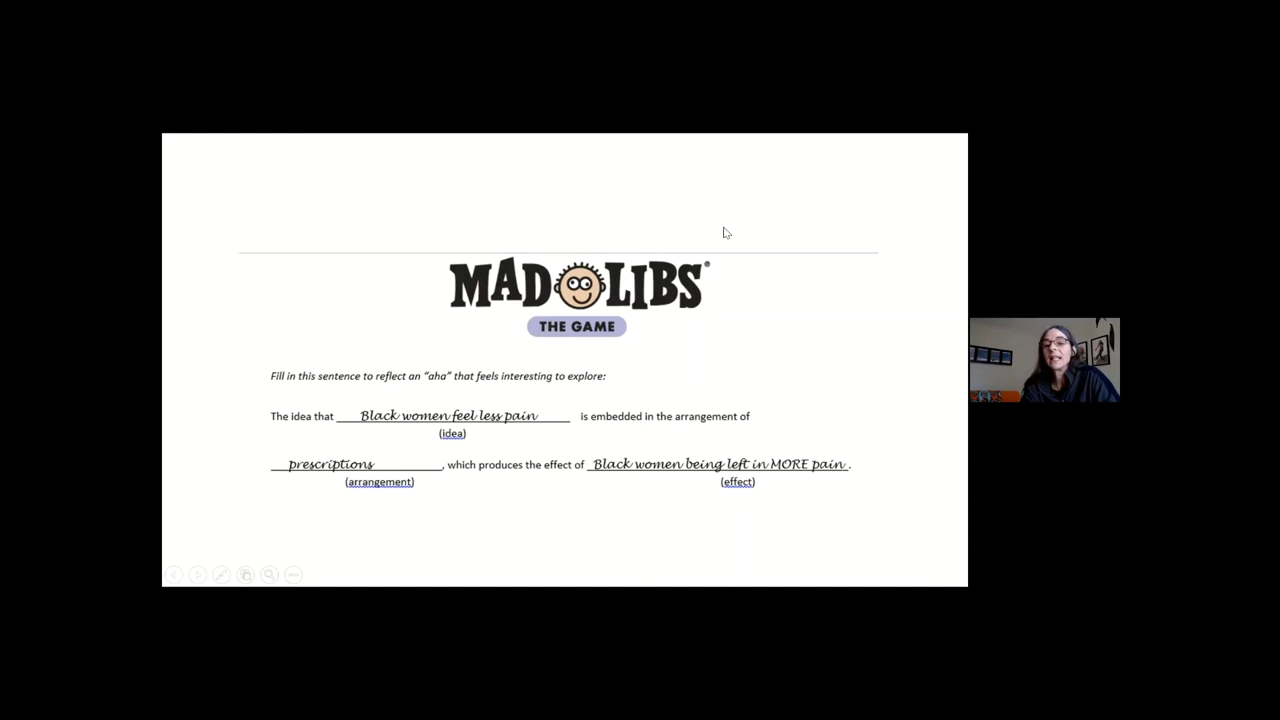 MAD LIBS®
THE GAME
Fill in this sentence to reflect an “aha” that feels interesting to explore:
The idea that Black women feel less pain is embedded in the arrangement of
(idea)
prescriptions, which produces the effect of Black women being left in MORE pain.
(arrangement) (effect)